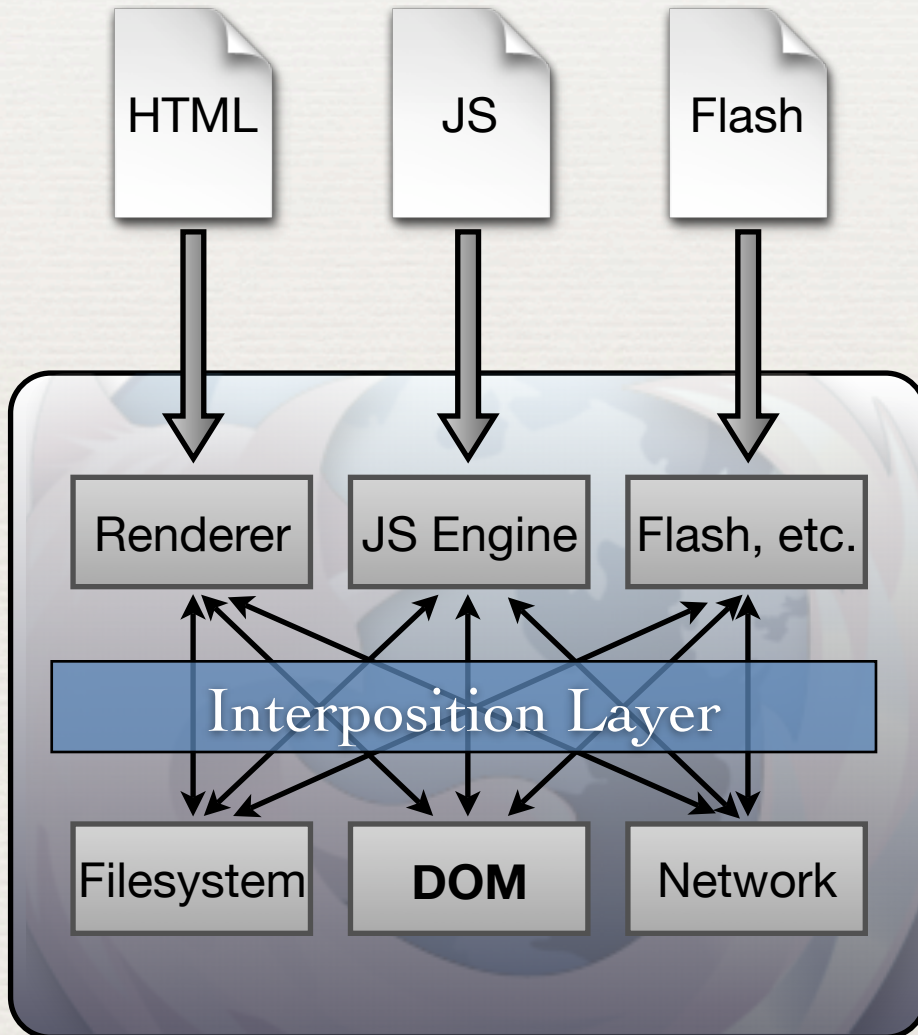 HTML
JS
Flash
Renderer
JS Engine
Flash, etc.
Interposition Layer
Filesystem
DOM
Network